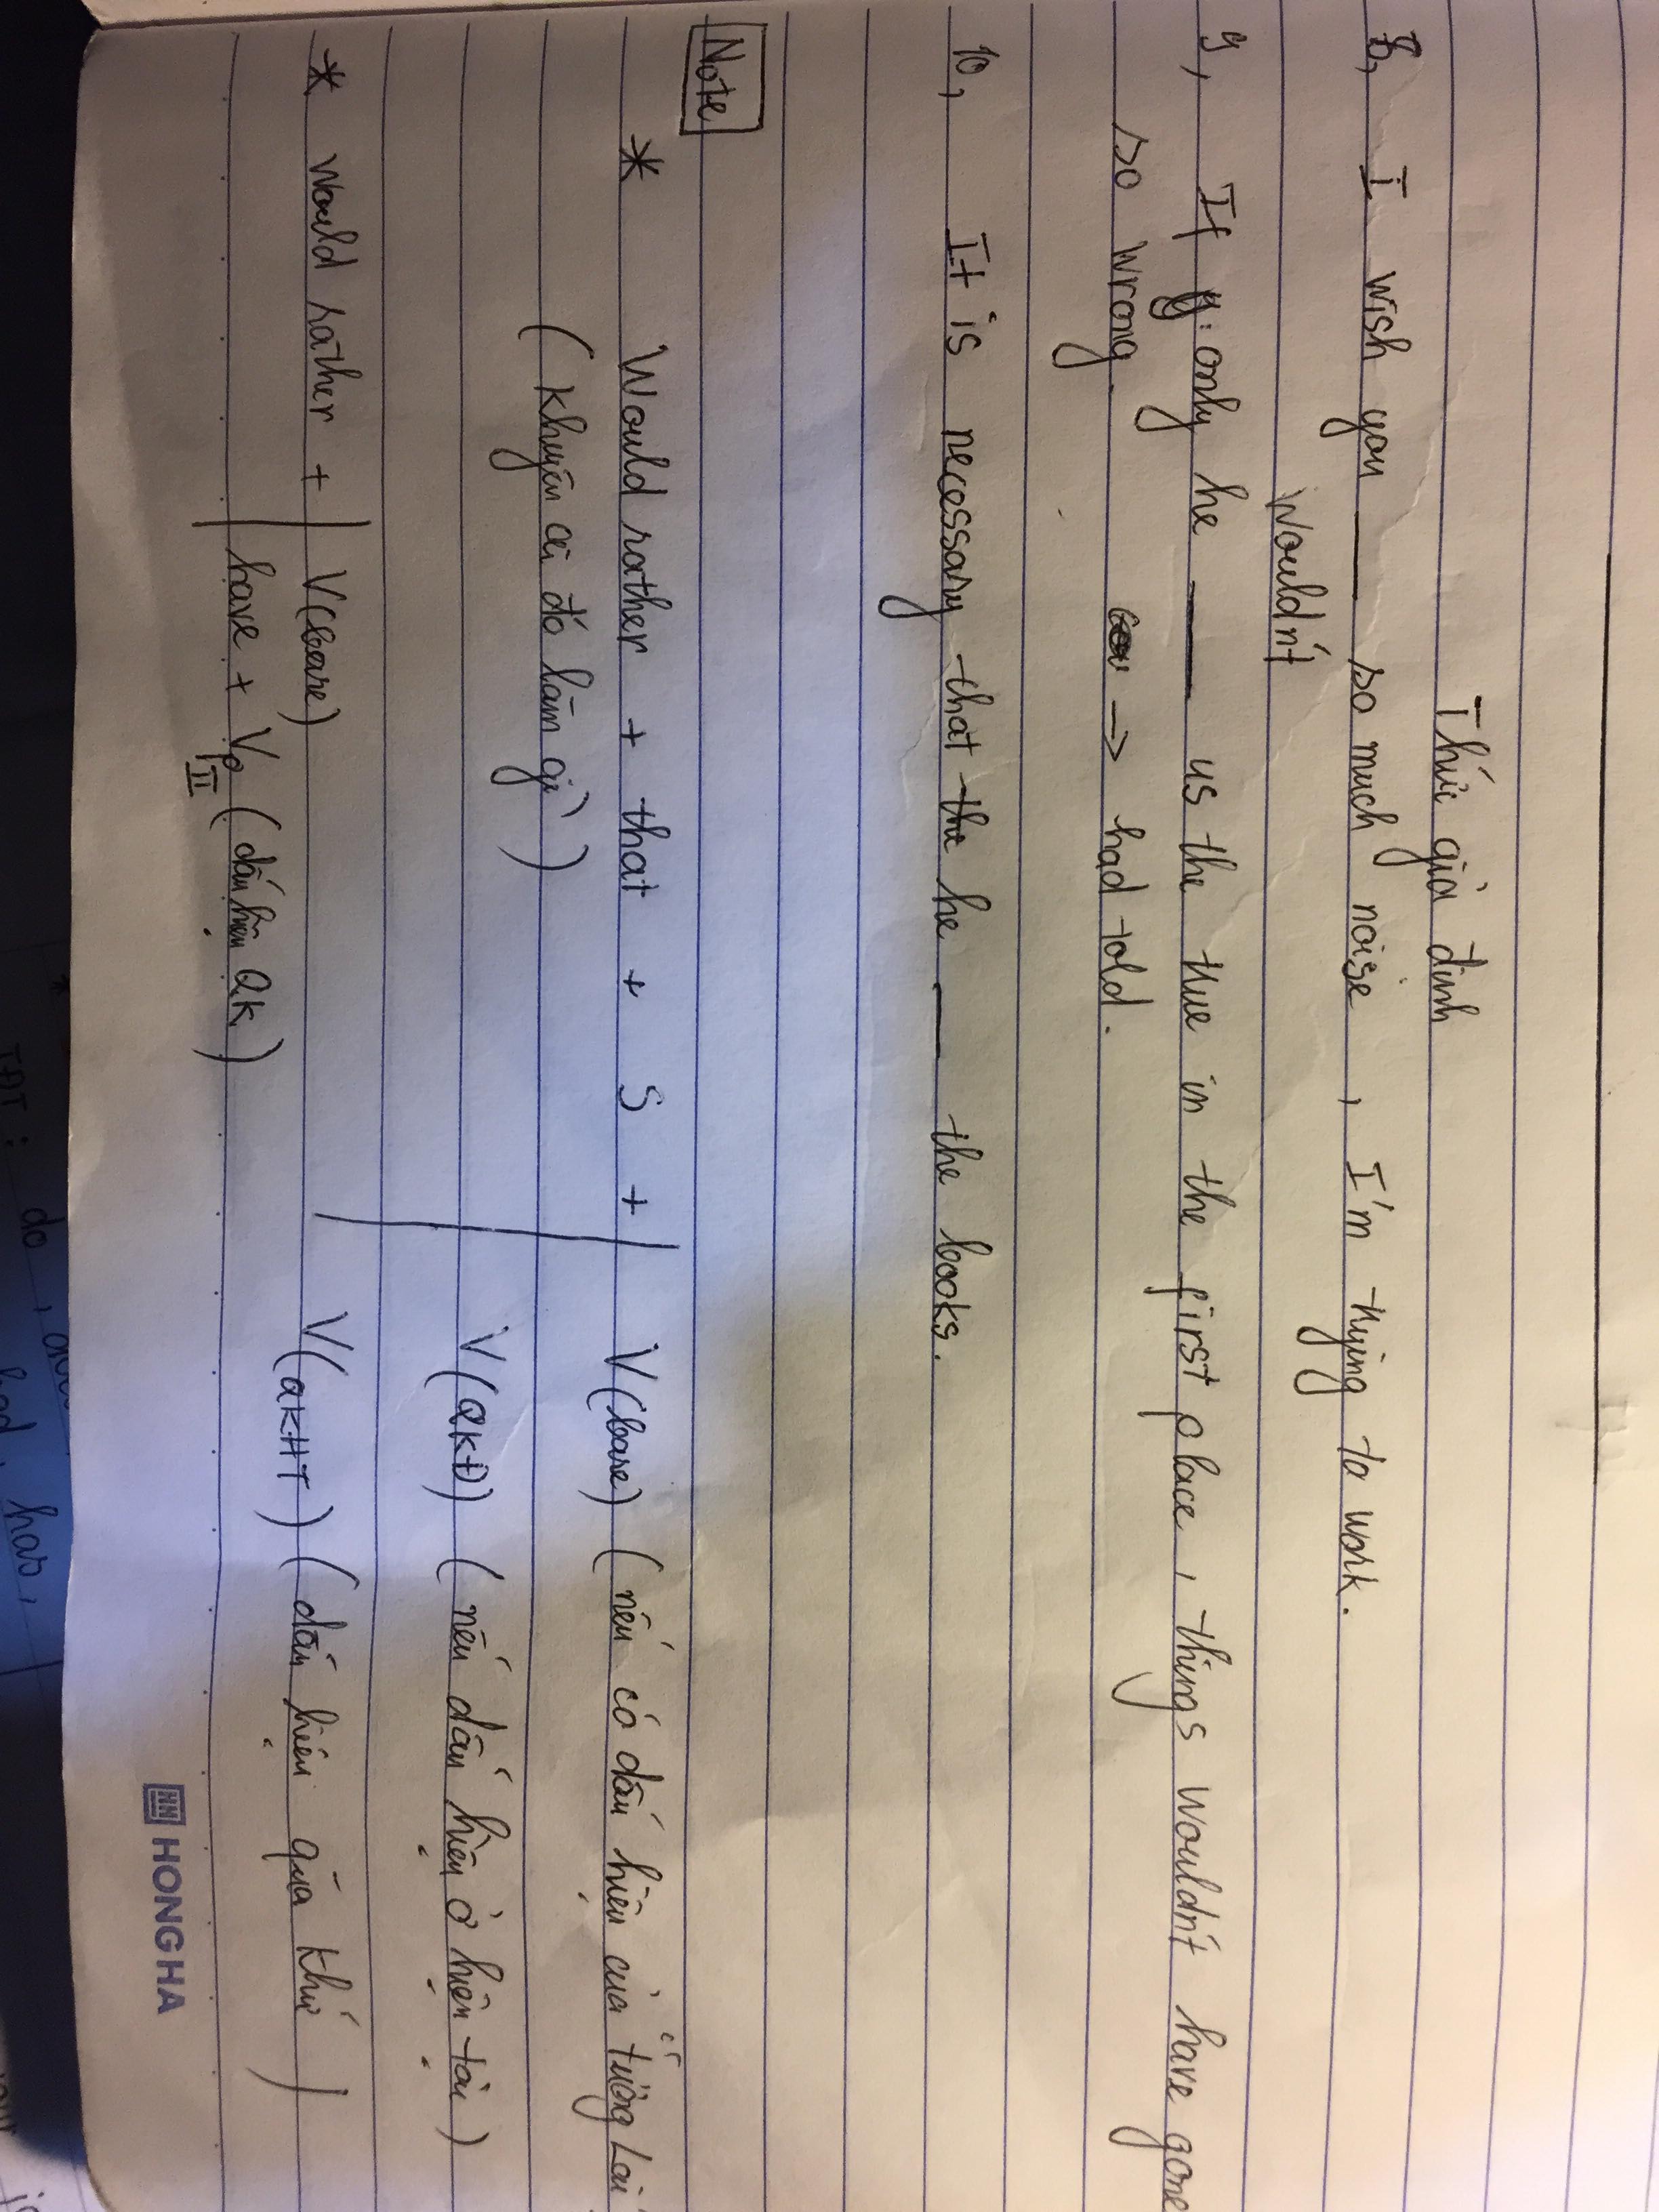 Thức giả định
8, I wish you ___ so much noise, I'm trying to work.
wouldn't
9, If only he ___ us the true in the first place, things wouldn't have gone
so wrong. → had told.
10, It is necessary that the he ___ the books.
Note
* Would rather + that + S + V(bare) (nếu có dấu hiệu của tương lai
(khuyên ai đó làm gì)
V(QKĐ) (nếu dấu hiệu ở hiện tại)
V(QKHT) (dấu hiệu quá khứ)
* Would rather + V(bare)
have + VpII (dấu hiệu QK)
HONG HA
TĐT: do,
had, has,